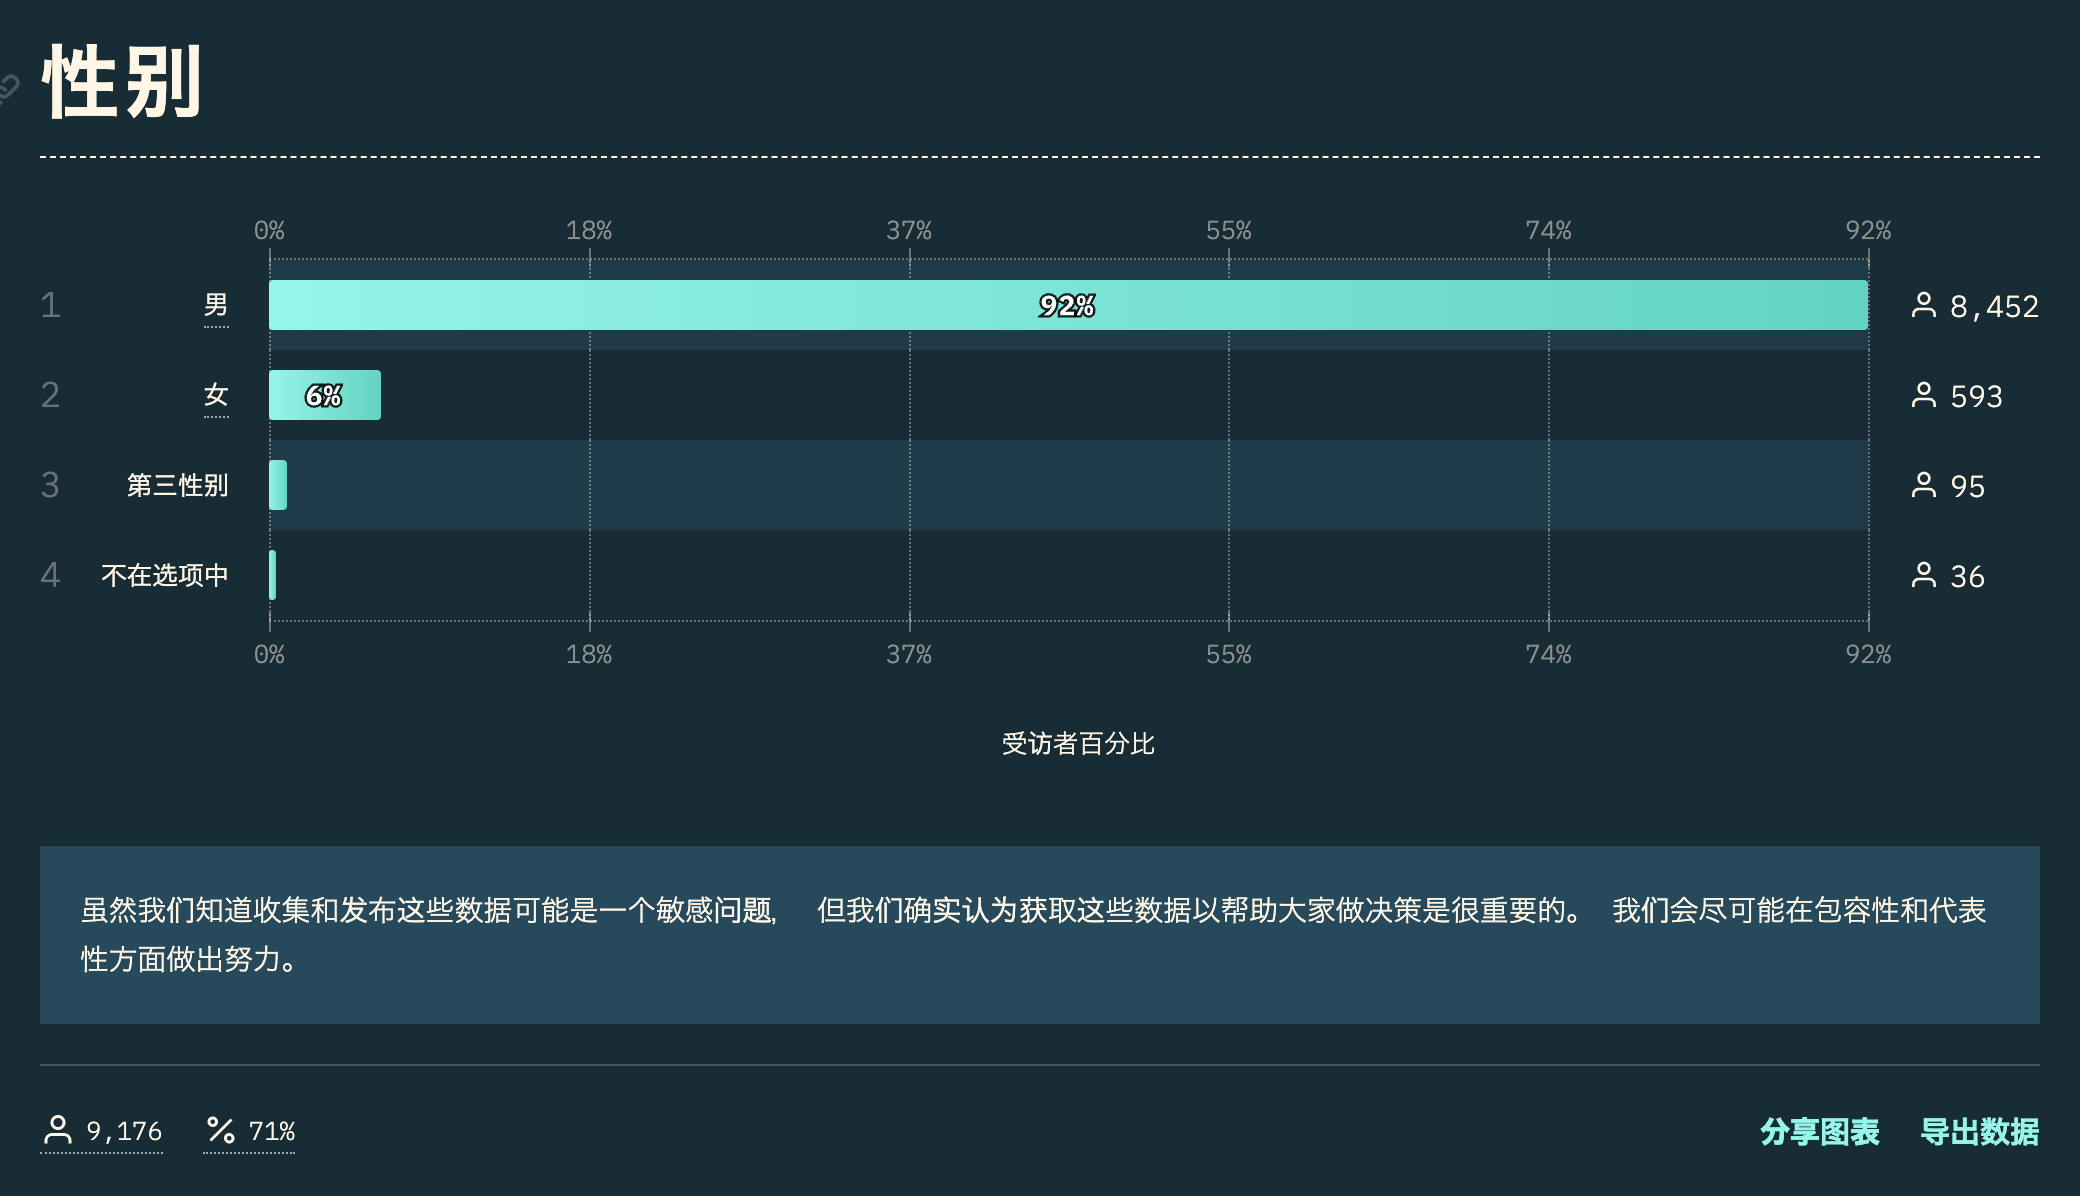 性别
0% 18% 37% 55% 74% 92%
1 男 92% 8,452
2 女 6% 593
3 第三性别 95
4 不在选项中 36
0% 18% 37% 55% 74% 92%
受访者百分比
虽然我们知道收集和发布这些数据可能是一个敏感问题, 但我们确实认为获取这些数据以帮助大家做决策是很重要的。 我们会尽可能在包容性和代表
性方面做出努力。
9,176 % 71% 分享图表 导出数据